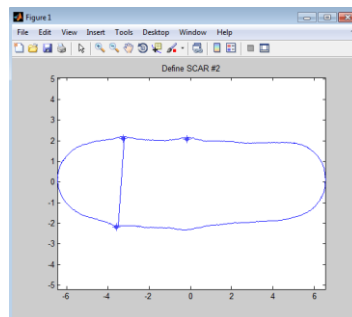 Figure 1
File Edit View Insert Tools Desktop Window Help
Define SCAR #2
5
4
3
2
1
0
-1
-2
-3
-4
-5
-6 -4 -2 0 2 4 6